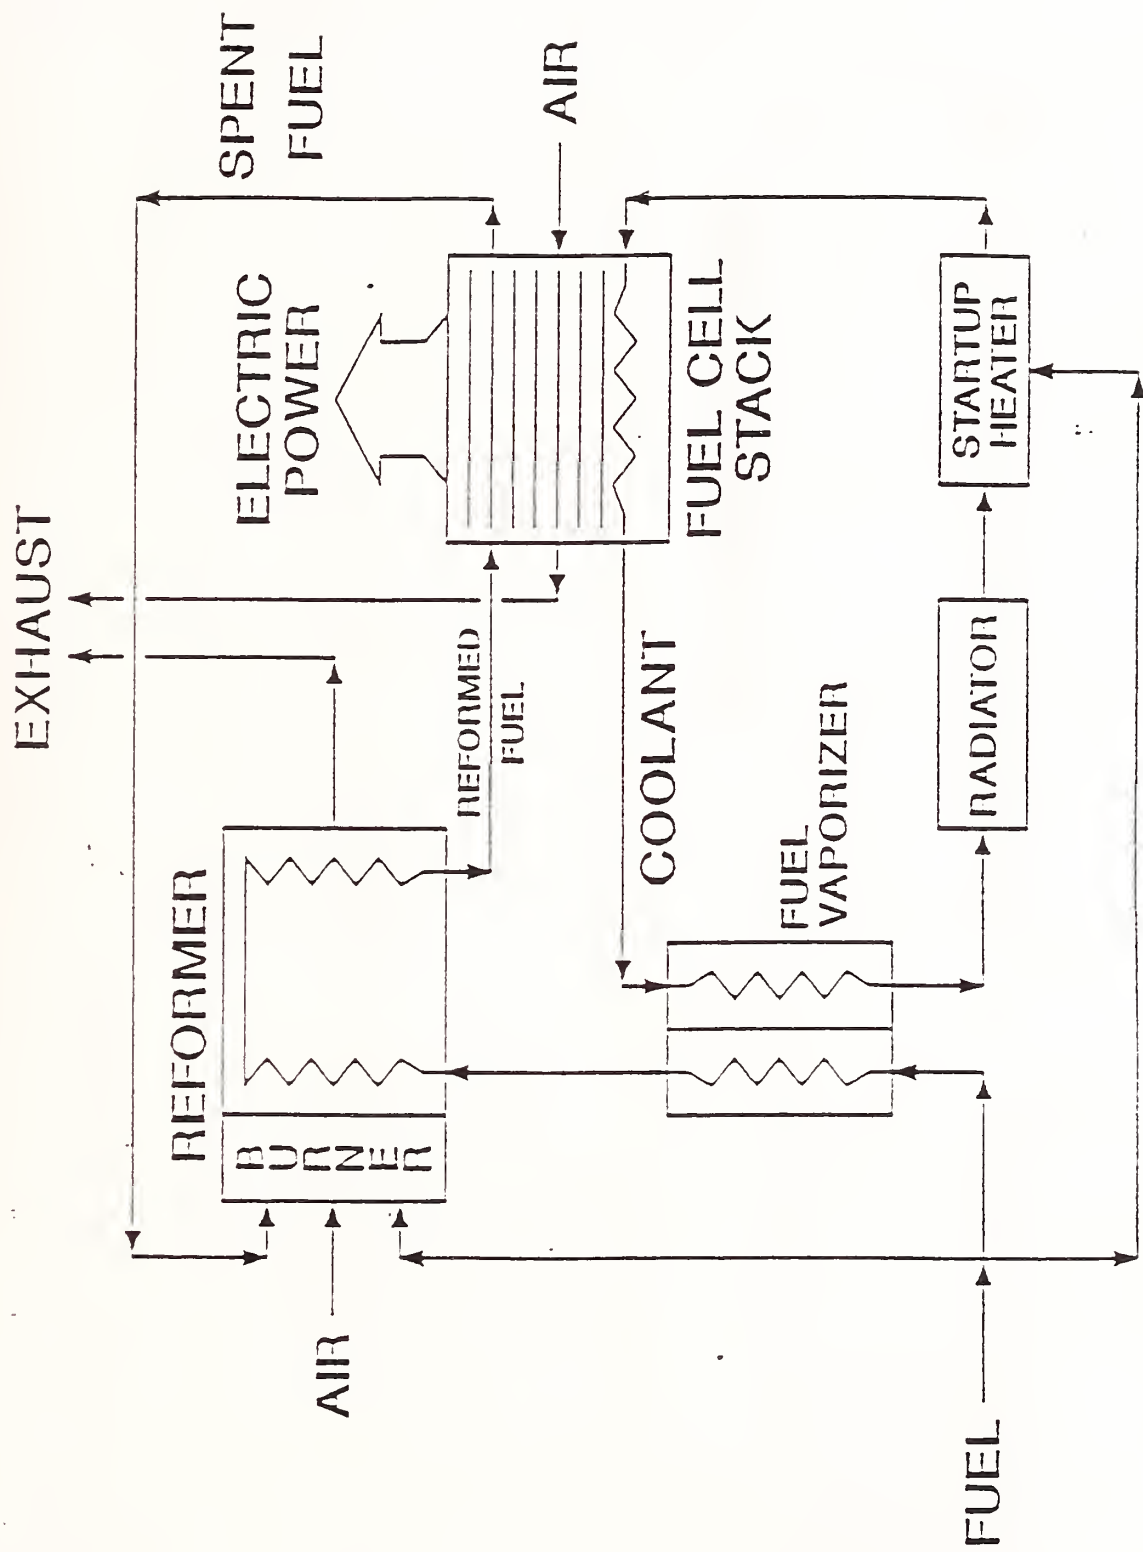 EXHAUST
REFORMER
BURNER
AIR
ELECTRIC
POWER
SPENT
FUEL
REFORMED
FUEL
AIR
COOLANT
FUEL CELL
STACK
FUEL
VAPORIZER
FUEL
RADIATOR
STARTUP
HEATER